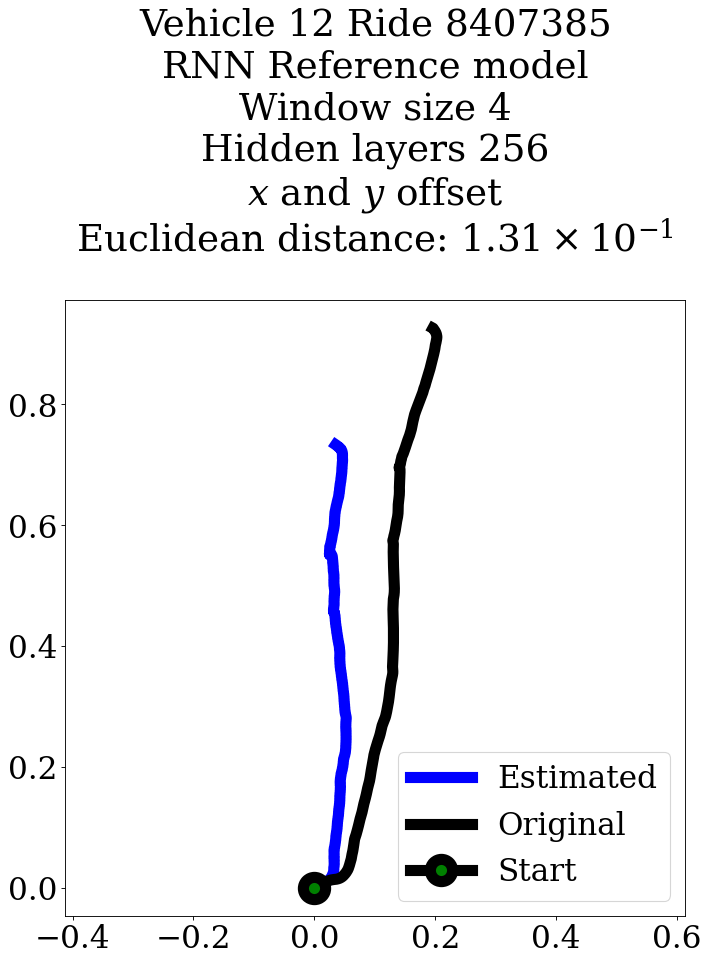 Vehicle 12 Ride 8407385
RNN Reference model
Window size 4
Hidden layers 256
x and y offset
Euclidean distance: 1.31 × 10⁻¹
0.8
0.6
0.4
0.2
0.0
Estimated
Original
Start
−0.4 −0.2 0.0 0.2 0.4 0.6